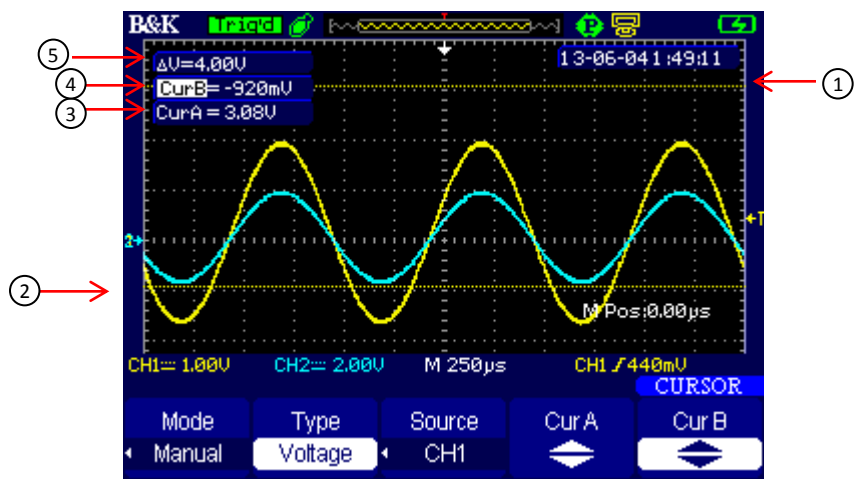 B&K Trig'd P
⑤ ΔV=4.00V 13-06-04 1:49:11
④ CurB= -920mV ①
③ CurA = 3.08V
T
2
②
M Pos:0.00µs
CH1 1.00V CH2 2.00V M 250µs CH1 440mV
CURSOR
Mode Type Source Cur A Cur B
Manual Voltage CH1